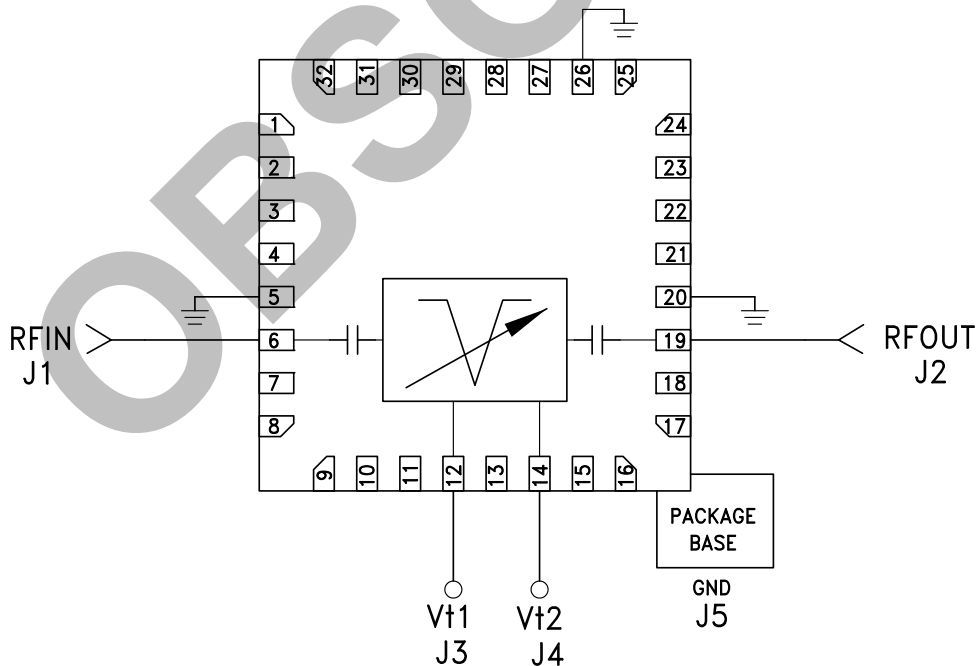 OBS
32 31 30 29 28 27 26 25
1 24
2 23
3 22
4 21
5 20
RFIN 6 19 RFOUT
J1 J2
7 18
8 17
9 10 11 12 13 14 15 16
PACKAGE
BASE
GND
J5
Vt1 Vt2
J3 J4